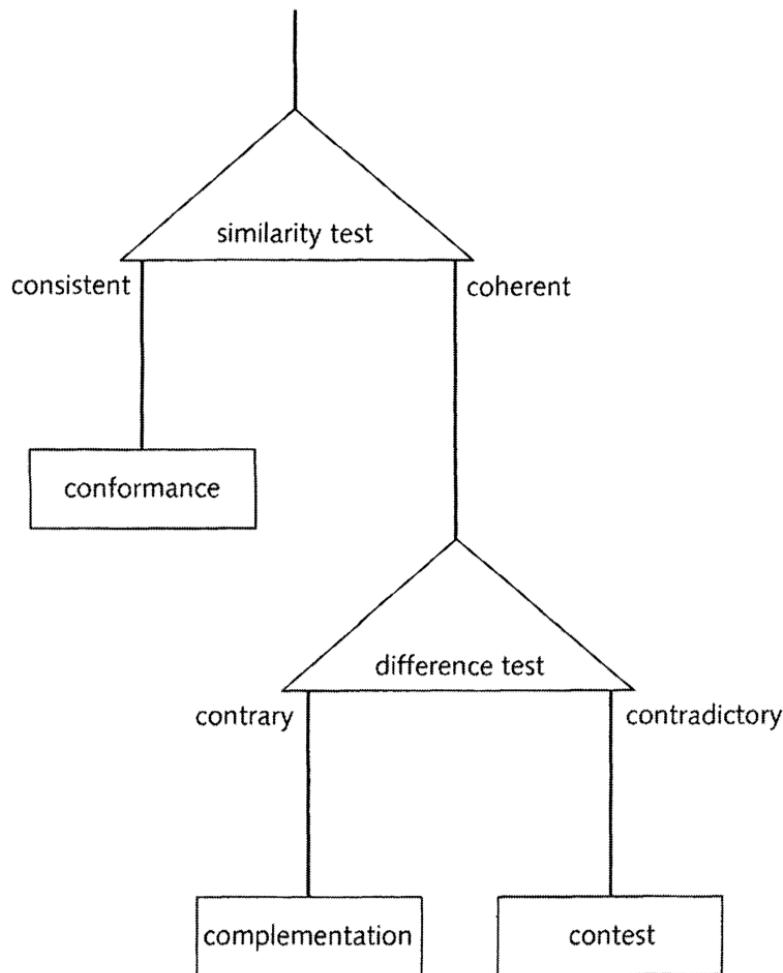 similarity test
consistent
coherent
conformance
difference test
contrary
contradictory
complementation
contest